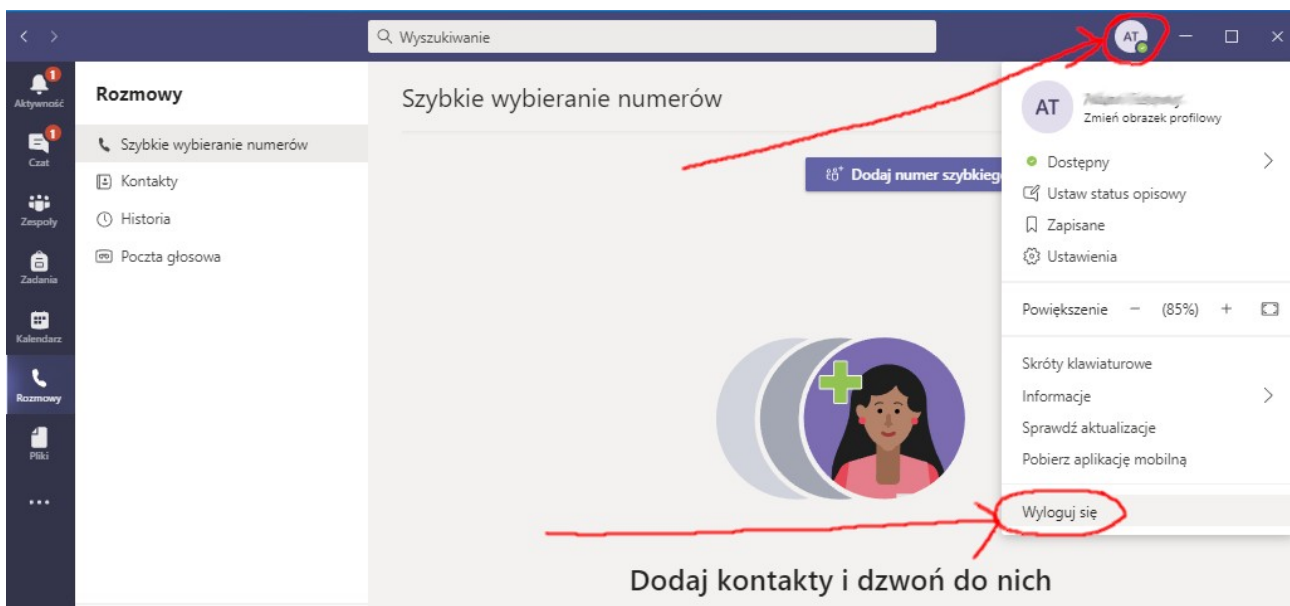 Wyszukiwanie
AT
1
Aktywność
1
Czat
Zespoły
Zadania
Kalendarz
Rozmowy
Pliki
Rozmowy
Szybkie wybieranie numerów
Kontakty
Historia
Poczta głosowa
Szybkie wybieranie numerów
Dodaj numer szybkieg
Dodaj kontakty i dzwoń do nich
AT
Zmień obrazek profilowy
Dostępny
Ustaw status opisowy
Zapisane
Ustawienia
Powiększenie − (85%) +
Skróty klawiaturowe
Informacje
Sprawdź aktualizacje
Pobierz aplikację mobilną
Wyloguj się